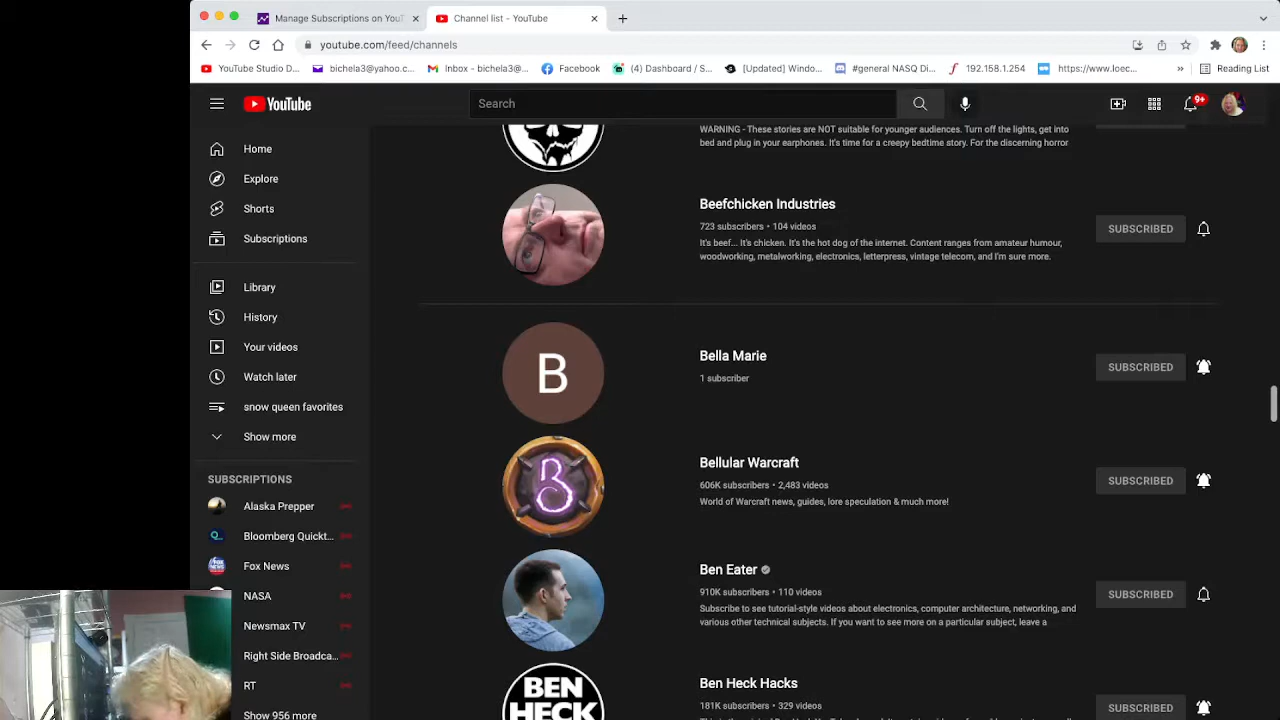 Manage Subscriptions on YouT
Channel list - YouTube
youtube.com/feed/channels
YouTube Studio D...
bichela3@yahoo.c...
Inbox - bichela3@...
Facebook
(4) Dashboard / S...
[Updated] Windo...
#general NASQ Di...
192.158.1.254
https://www.loec...
»
Reading List
YouTube
Search
9+
Home
Explore
Shorts
Subscriptions
Library
History
Your videos
Watch later
snow queen favorites
Show more
SUBSCRIPTIONS
Alaska Prepper
Bloomberg Quickt...
Fox News
NASA
Newsmax TV
Right Side Broadca...
RT
Show 956 more
WARNING - These stories are NOT suitable for younger audiences. Turn off the lights, get into
bed and plug in your earphones. It's time for a creepy bedtime story. For the discerning horror
Beefchicken Industries
723 subscribers • 104 videos
It's beef... It's chicken. It's the hot dog of the internet. Content ranges from amateur humour,
woodworking, metalworking, electronics, letterpress, vintage telecom, and I'm sure more.
SUBSCRIBED
B
Bella Marie
1 subscriber
SUBSCRIBED
Bellular Warcraft
606K subscribers • 2,483 videos
World of Warcraft news, guides, lore speculation & much more!
SUBSCRIBED
Ben Eater
910K subscribers • 110 videos
Subscribe to see tutorial-style videos about electronics, computer architecture, networking, and
various other technical subjects. If you want to see more on a particular subject, leave a
SUBSCRIBED
BEN
HECK
Ben Heck Hacks
181K subscribers • 329 videos
SUBSCRIBED